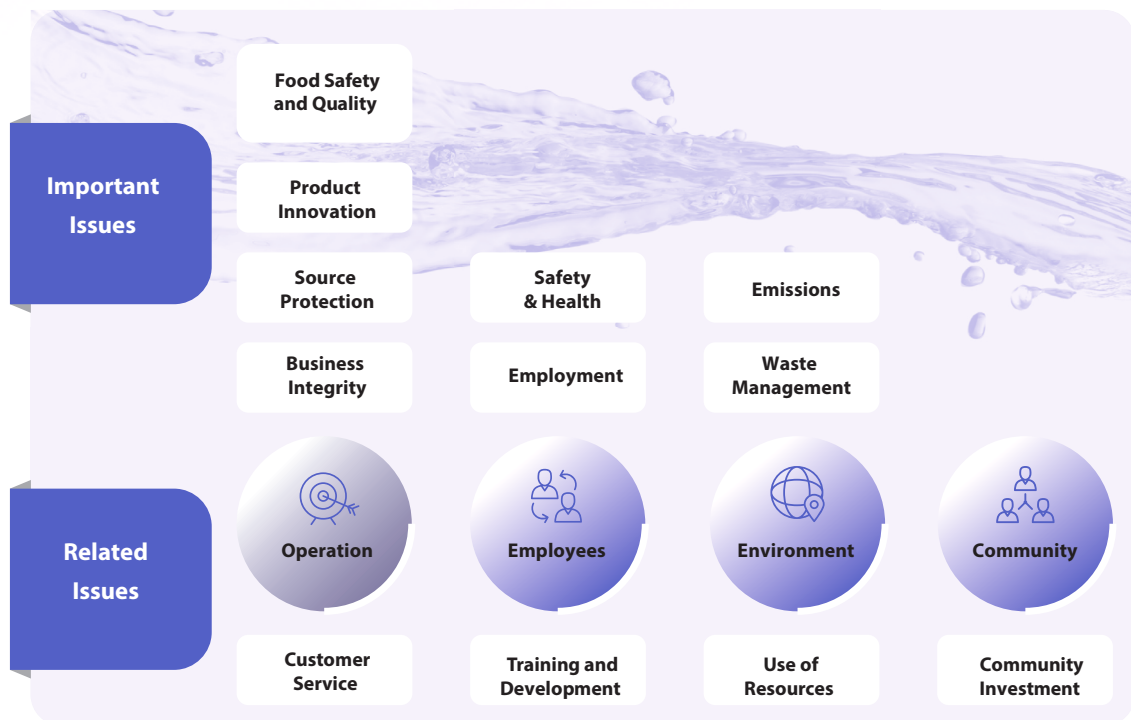 Food Safety
and Quality
Important
Issues
Product
Innovation
Source
Protection
Safety
& Health
Emissions
Business
Integrity
Employment
Waste
Management
Related
Issues
Operation
Employees
Environment
Community
Customer
Service
Training and
Development
Use of
Resources
Community
Investment